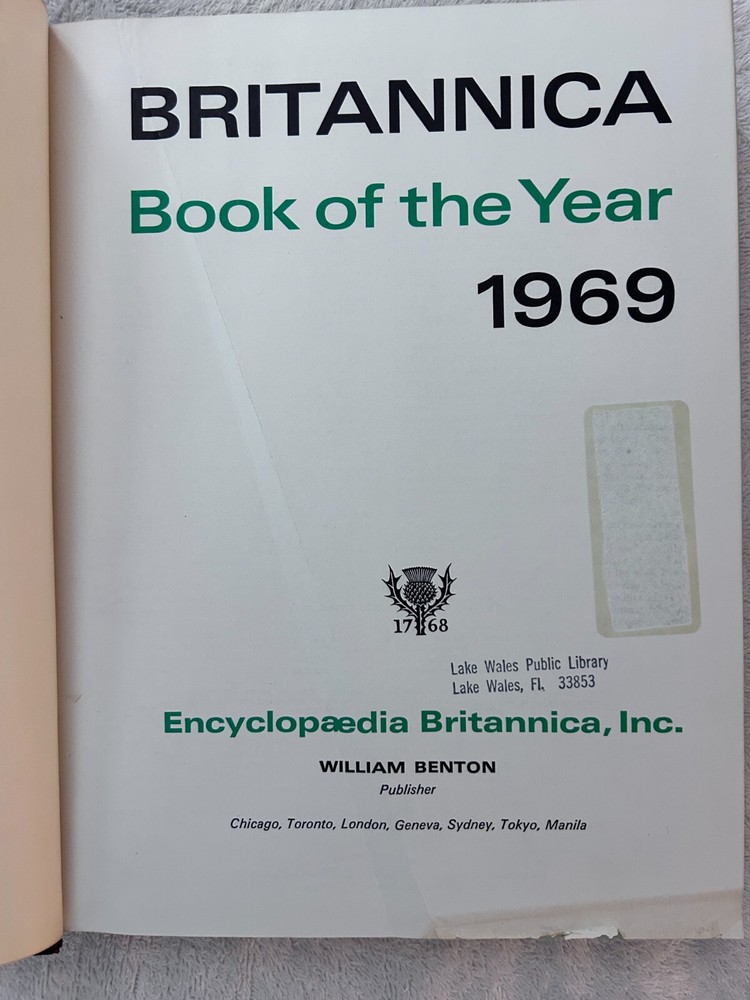 BRITANNICA
Book of the Year
1969
17 68
Lake Wales Public Library
Lake Wales, Fl. 33853
Encyclopædia Britannica, Inc.
WILLIAM BENTON
Publisher
Chicago, Toronto, London, Geneva, Sydney, Tokyo, Manila